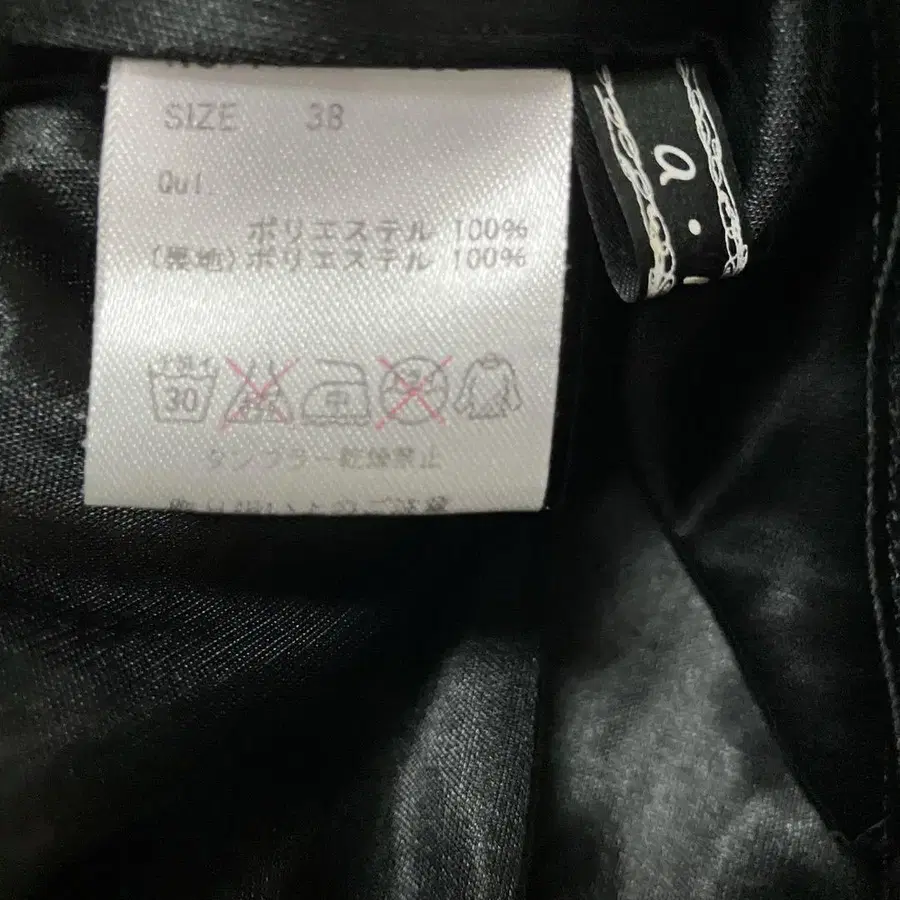 SIZE 38
Qul.
ポリエステル 100%
(裏地) ポリエステル 100%
30 中
タンブラー乾燥禁止
a ·